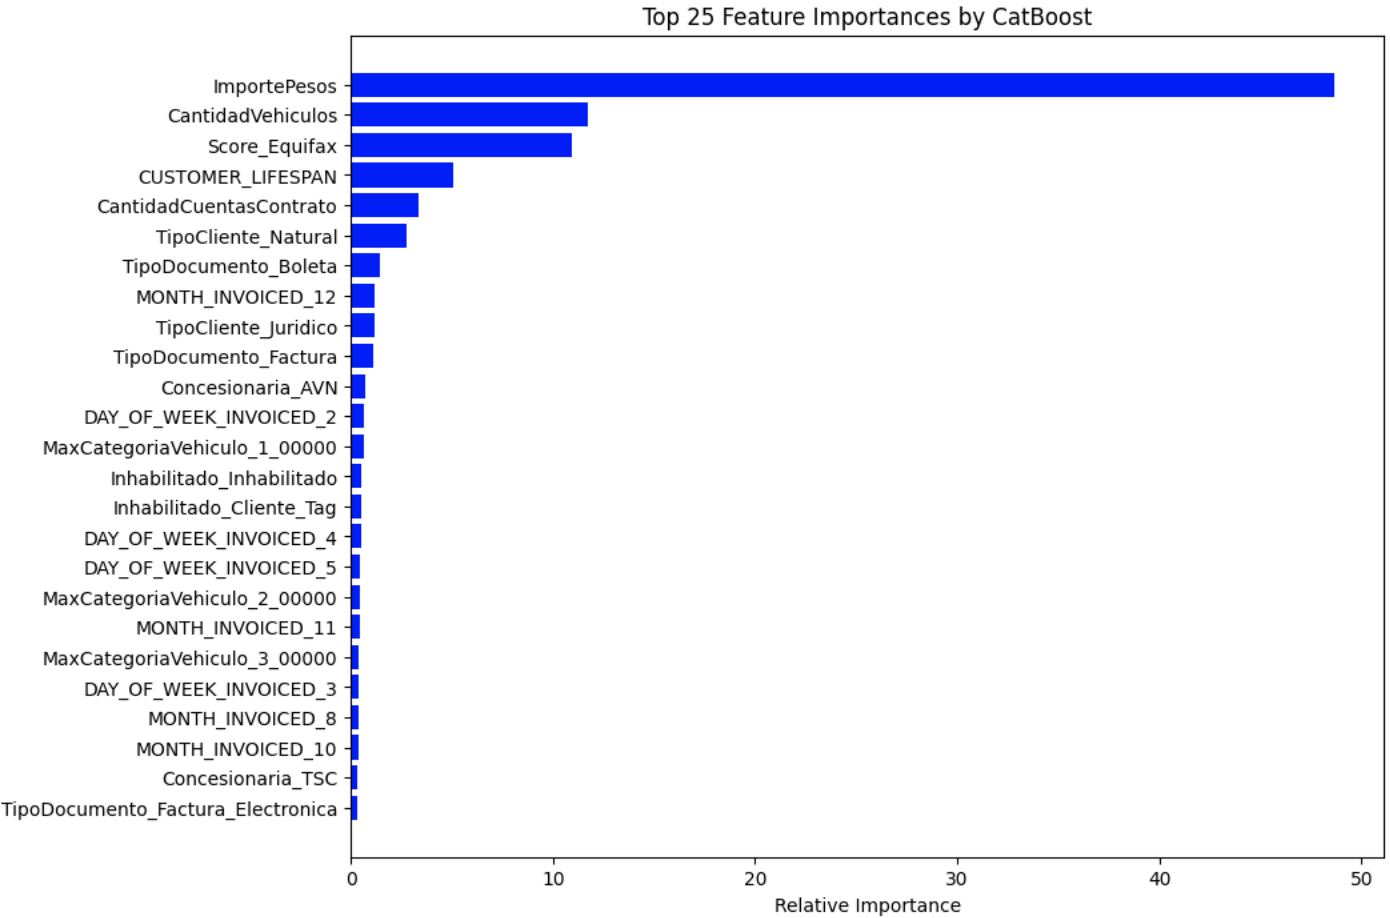 Top 25 Feature Importances by CatBoost
ImportePesos
CantidadVehiculos
Score_Equifax
CUSTOMER_LIFESPAN
CantidadCuentasContrato
TipoCliente_Natural
TipoDocumento_Boleta
MONTH_INVOICED_12
TipoCliente_Juridico
TipoDocumento_Factura
Concesionaria_AVN
DAY_OF_WEEK_INVOICED_2
MaxCategoriaVehiculo_1_00000
Inhabilitado_Inhabilitado
Inhabilitado_Cliente_Tag
DAY_OF_WEEK_INVOICED_4
DAY_OF_WEEK_INVOICED_5
MaxCategoriaVehiculo_2_00000
MONTH_INVOICED_11
MaxCategoriaVehiculo_3_00000
DAY_OF_WEEK_INVOICED_3
MONTH_INVOICED_8
MONTH_INVOICED_10
Concesionaria_TSC
TipoDocumento_Factura_Electronica
0 10 20 30 40 50
Relative Importance